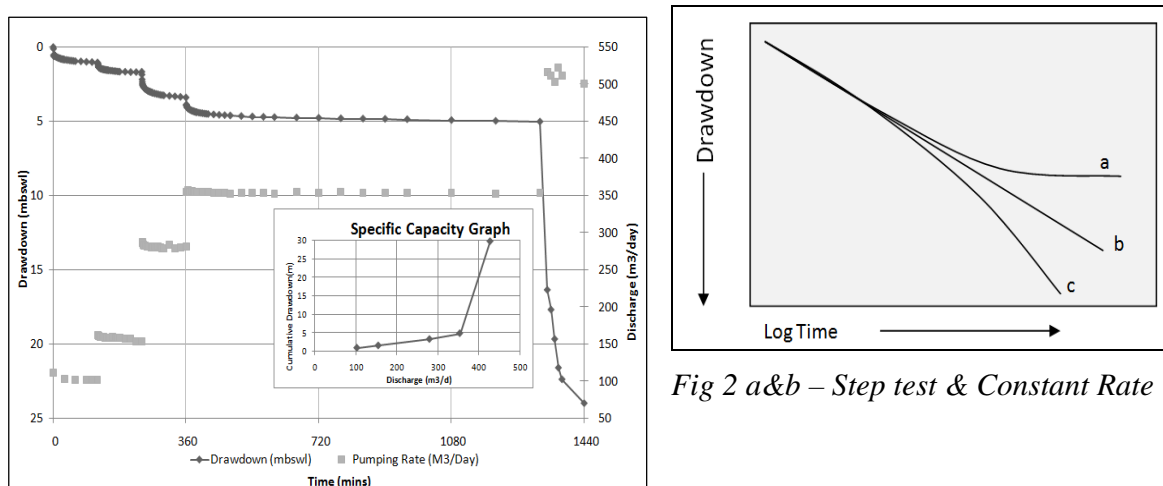 0
5
10
15
20
25
Drawdown (mbswl)
550
500
450
400
350
300
250
200
150
100
50
Discharge (m3/day)
0 360 720 1080 1440
Drawdown (mbswl) Pumping Rate (M3/Day)
Time (mins)
Specific Capacity Graph
30
25
20
15
10
5
0
Cumulative Drawdown(m)
0 100 200 300 400 500
Discharge (m3/d)
Drawdown
a
b
c
Log Time
Fig 2 a&b – Step test & Constant Rate